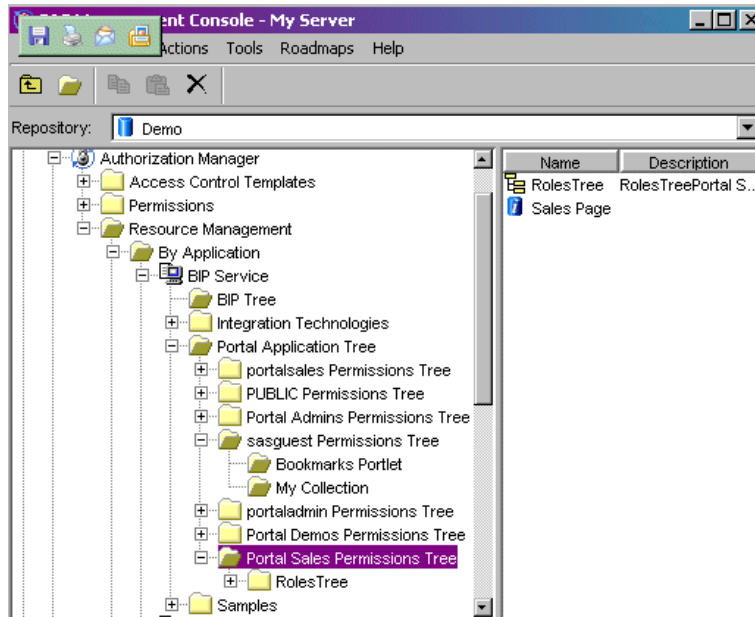 ent Console - My Server
Actions Tools Roadmaps Help
Repository: Demo
Authorization Manager
Access Control Templates
Permissions
Resource Management
By Application
BIP Service
BIP Tree
Integration Technologies
Portal Application Tree
portalsales Permissions Tree
PUBLIC Permissions Tree
Portal Admins Permissions Tree
sasguest Permissions Tree
Bookmarks Portlet
My Collection
portaladmin Permissions Tree
Portal Demos Permissions Tree
Portal Sales Permissions Tree
RolesTree
Samples
Name Description
RolesTree RolesTreePortal S...
Sales Page